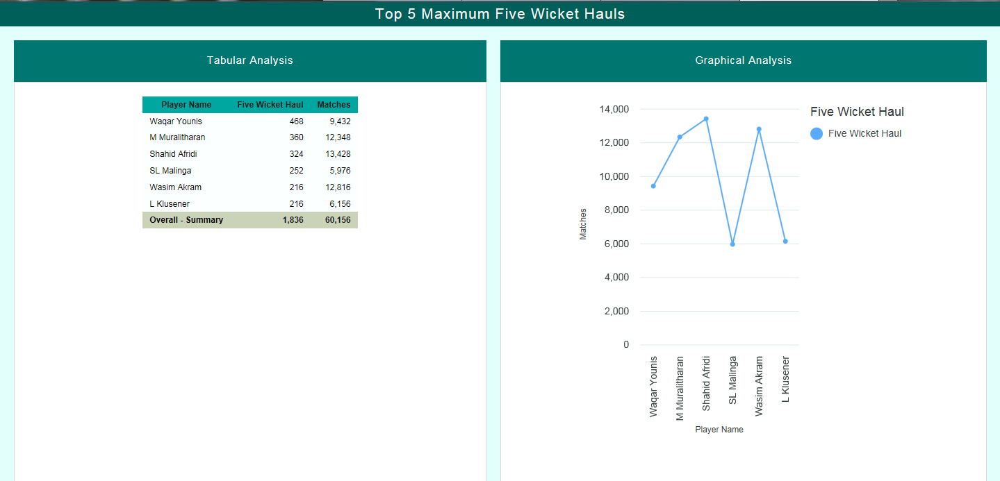 Top 5 Maximum Five Wicket Hauls
Tabular Analysis
Player Name Five Wicket Haul Matches
Waqar Younis 468 9,432
M Muralitharan 360 12,348
Shahid Afridi 324 13,428
SL Malinga 252 5,976
Wasim Akram 216 12,816
L Klusener 216 6,156
Overall - Summary 1,836 60,156
Graphical Analysis
14,000
12,000
10,000
8,000
6,000
4,000
2,000
0
Matches
Waqar Younis
M Muralitharan
Shahid Afridi
SL Malinga
Wasim Akram
L Klusener
Player Name
Five Wicket Haul
Five Wicket Haul